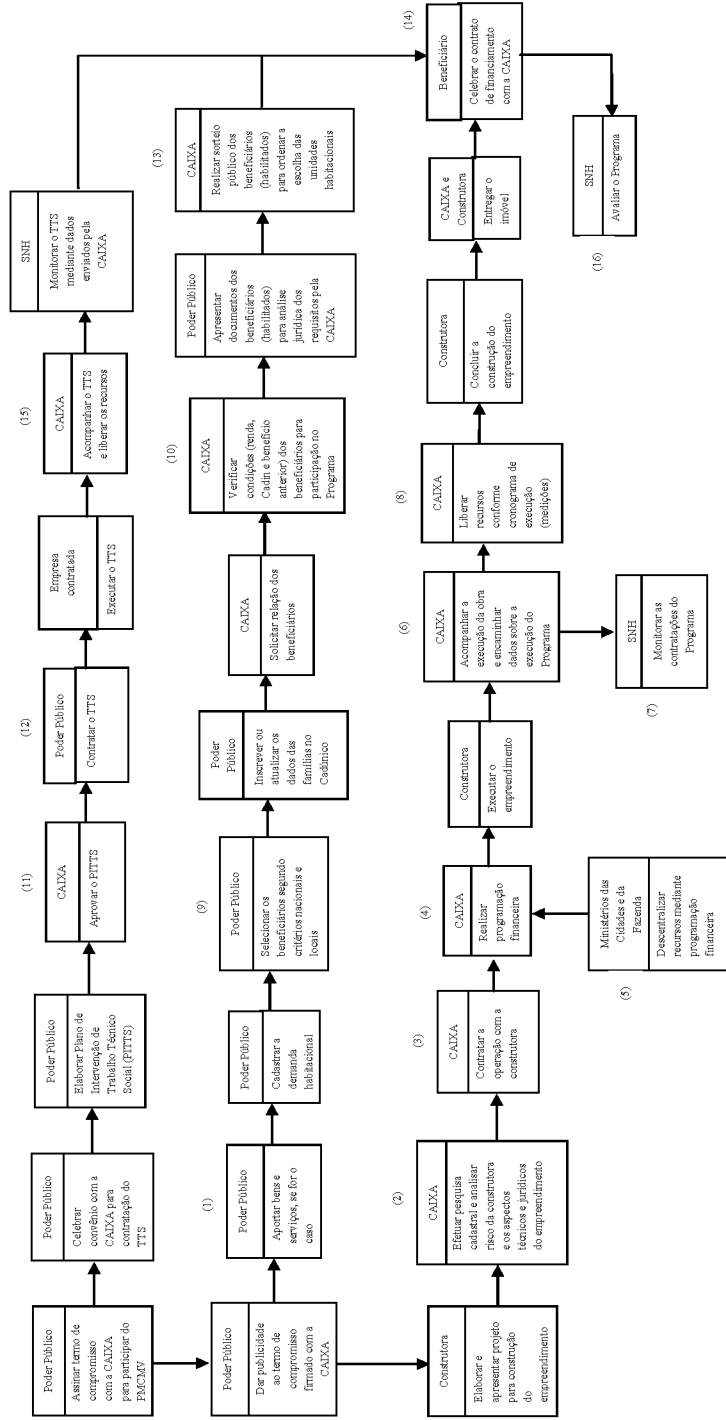 Poder Público
Assinar termo de
compromisso
com a CAIXA
para participar do
PMCMV
Poder Público
Celebrar
convênio com a
CAIXA para
contratação do
TTS
Poder Público
Elaborar Plano de
Intervenção de
Trabalho Técnico
Social (PITTS)
(11)
CAIXA
Aprovar o PITTS
(12)
Poder Público
Contratar o TTS
Empresa
contratada
Executar o TTS
(15)
CAIXA
Acompanhar o TTS
e liberar os recursos
SNH
Monitorar o TTS
mediante dados
enviados pela
CAIXA
Poder Público
Dar publicidade
ao termo de
compromisso
firmado com a
CAIXA
(1)
Poder Público
Aportar bens e
serviços, se for o
caso
Poder Público
Cadastrar a
demanda
habitacional
(9)
Poder Público
Selecionar os
beneficiários segundo
critérios nacionais e
locais
Poder
Público
Inscrever ou
atualizar os
dados das
famílias no
Cadúnico
CAIXA
Solicitar relação dos
beneficiários
(10)
CAIXA
Verificar
condições (renda,
Cadin e benefício
anterior) dos
beneficiários para
participação no
Programa
Poder Público
Apresentar
documentos dos
beneficiários
(habilitados)
para análise
jurídica dos
requisitos pela
CAIXA
(13)
CAIXA
Realizar sorteio
público dos
beneficiários
(habilitados)
para ordenar a
escolha das
unidades
habitacionais
Construtora
Elaborar e
apresentar projeto
para construção
do
empreendimento
(2)
CAIXA
Efetuar pesquisa
cadastral e analisar
risco da construtora
e os aspectos
técnicos e jurídicos
do empreendimento
(3)
CAIXA
Contratar a
operação com a
construtora
(4)
CAIXA
Realizar
programação
financeira
Construtora
Executar o
empreendimento
(6)
CAIXA
Acompanhar a
execução da obra
e encaminhar
dados sobre a
execução do
Programa
(8)
CAIXA
Liberar
recursos
conforme
cronograma de
execução
(medições)
Construtora
Concluir a
construção do
empreendimento
CAIXA e
Construtora
Entregar o
imóvel
(14)
Beneficiário
Celebrar o contrato
de financiamento
com a CAIXA
Ministérios das
Cidades e da
Fazenda
Descentralizar
recursos mediante
programação
financeira
(5)
SNH
Monitorar as
contratações do
Programa
(7)
SNH
Avaliar o Programa
(16)